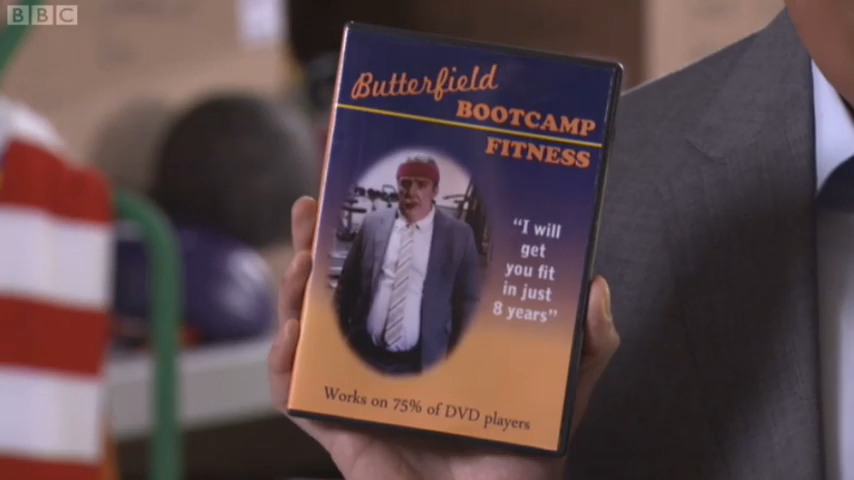 BBC
Butterfield
BOOTCAMP
FITNESS
"I will
get
you fit
in just
8 years"
Works on 75% of DVD players